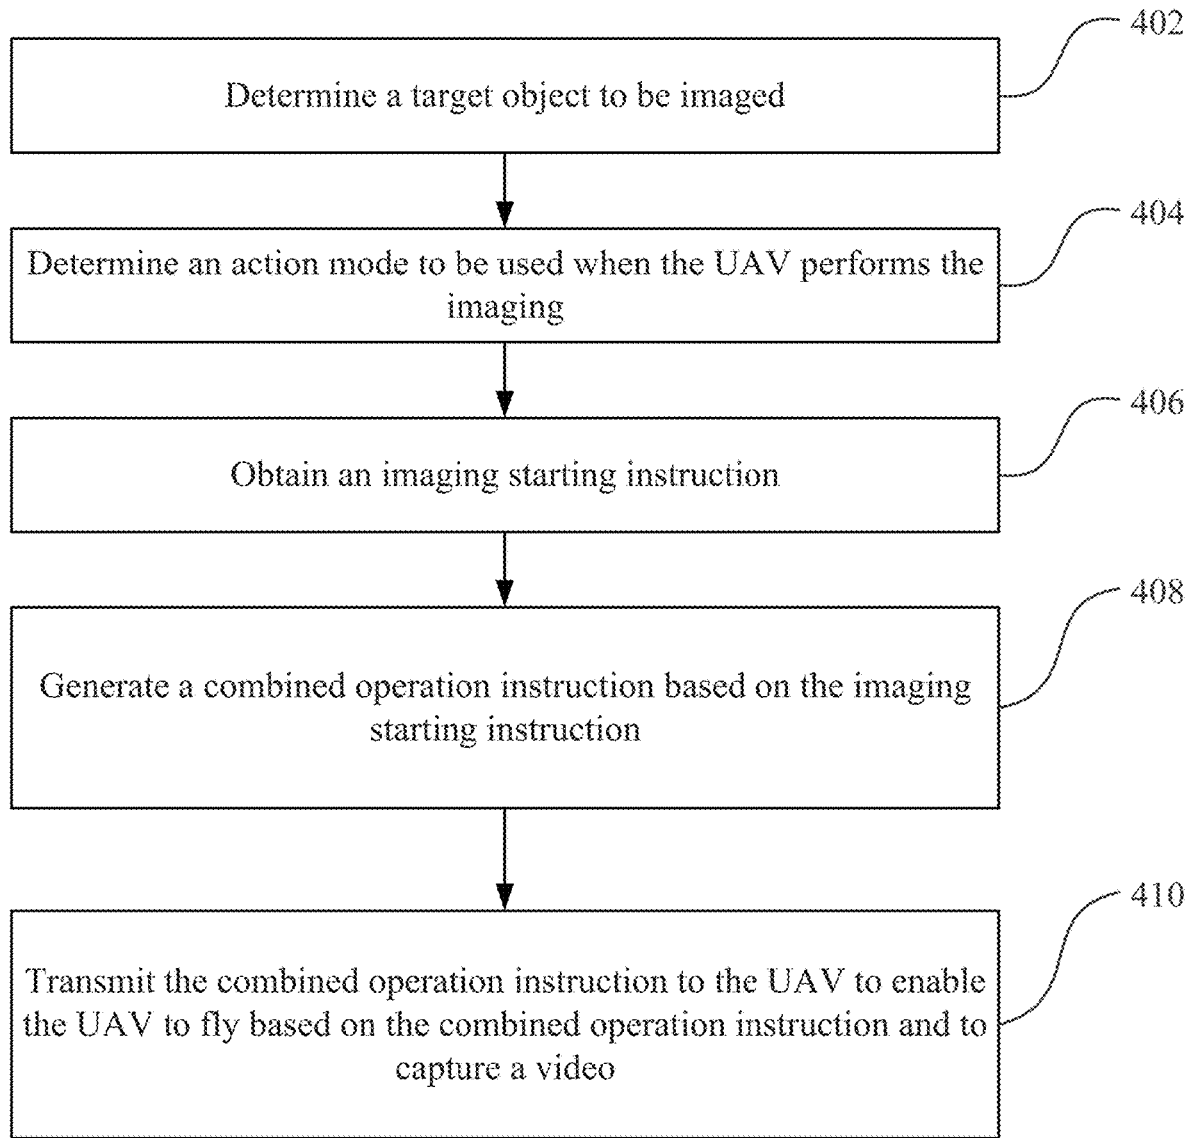 402
Determine a target object to be imaged
404
Determine an action mode to be used when the UAV performs the
imaging
406
Obtain an imaging starting instruction
408
Generate a combined operation instruction based on the imaging
starting instruction
410
Transmit the combined operation instruction to the UAV to enable
the UAV to fly based on the combined operation instruction and to
capture a video